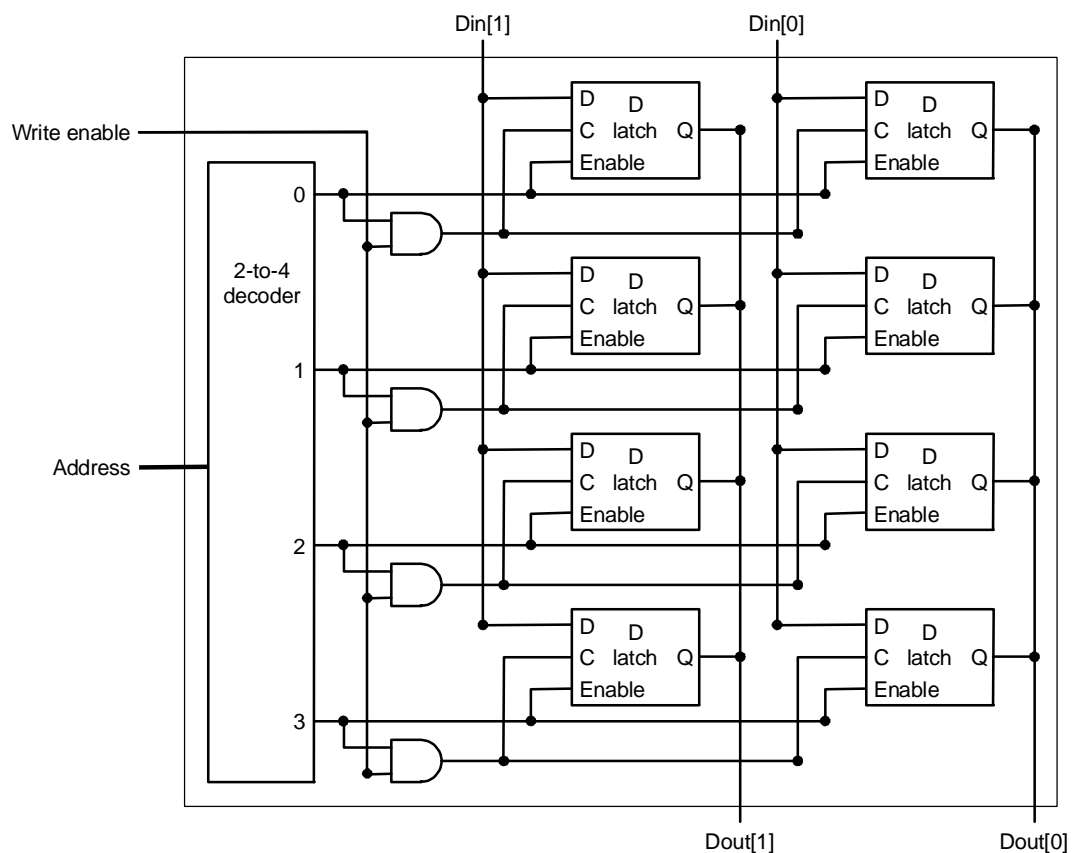 Din[1] Din[0]
D D
C latch Q
Enable
D D
C latch Q
Enable
Write enable
0
2-to-4
decoder
D D
C latch Q
Enable
D D
C latch Q
Enable
1
Address
D D
C latch Q
Enable
D D
C latch Q
Enable
2
D D
C latch Q
Enable
D D
C latch Q
Enable
3
Dout[1] Dout[0]